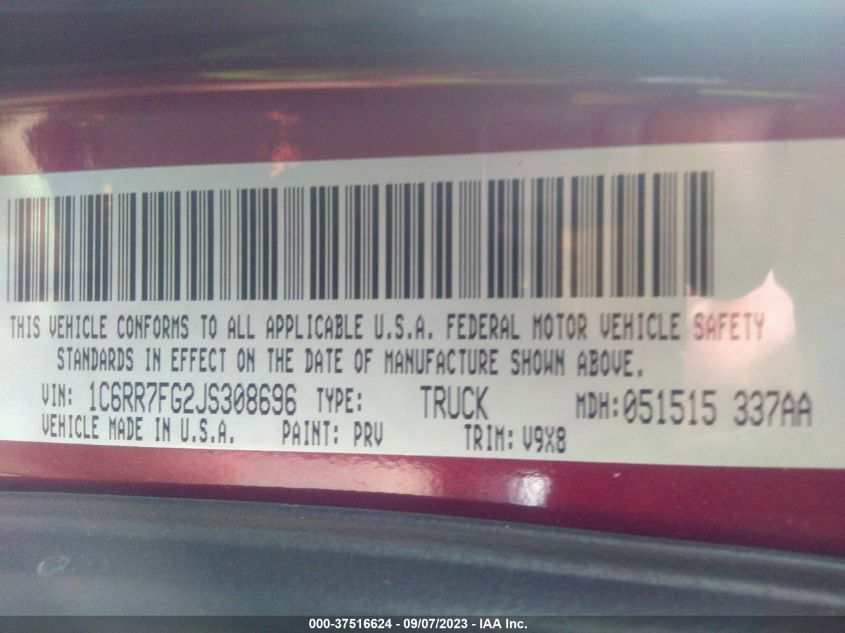 THIS VEHICLE CONFORMS TO ALL APPLICABLE U.S.A. FEDERAL MOTOR VEHICLE SAFETY
STANDARDS IN EFFECT ON THE DATE OF MANUFACTURE SHOWN ABOVE.
VIN: 1C6RR7FG2JS308696 TYPE: TRUCK MDH: 051515 337AA
VEHICLE MADE IN U.S.A. PAINT: PRV TRIM: V9X8
000-37516624 - 09/07/2023 - IAA Inc.